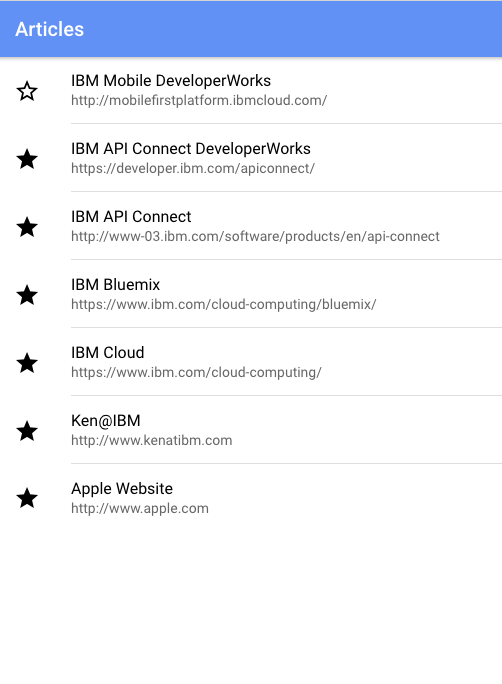 Articles
IBM Mobile DeveloperWorks
http://mobilefirstplatform.ibmcloud.com/
IBM API Connect DeveloperWorks
https://developer.ibm.com/apiconnect/
IBM API Connect
http://www-03.ibm.com/software/products/en/api-connect
IBM Bluemix
https://www.ibm.com/cloud-computing/bluemix/
IBM Cloud
https://www.ibm.com/cloud-computing/
Ken@IBM
http://www.kenatibm.com
Apple Website
http://www.apple.com